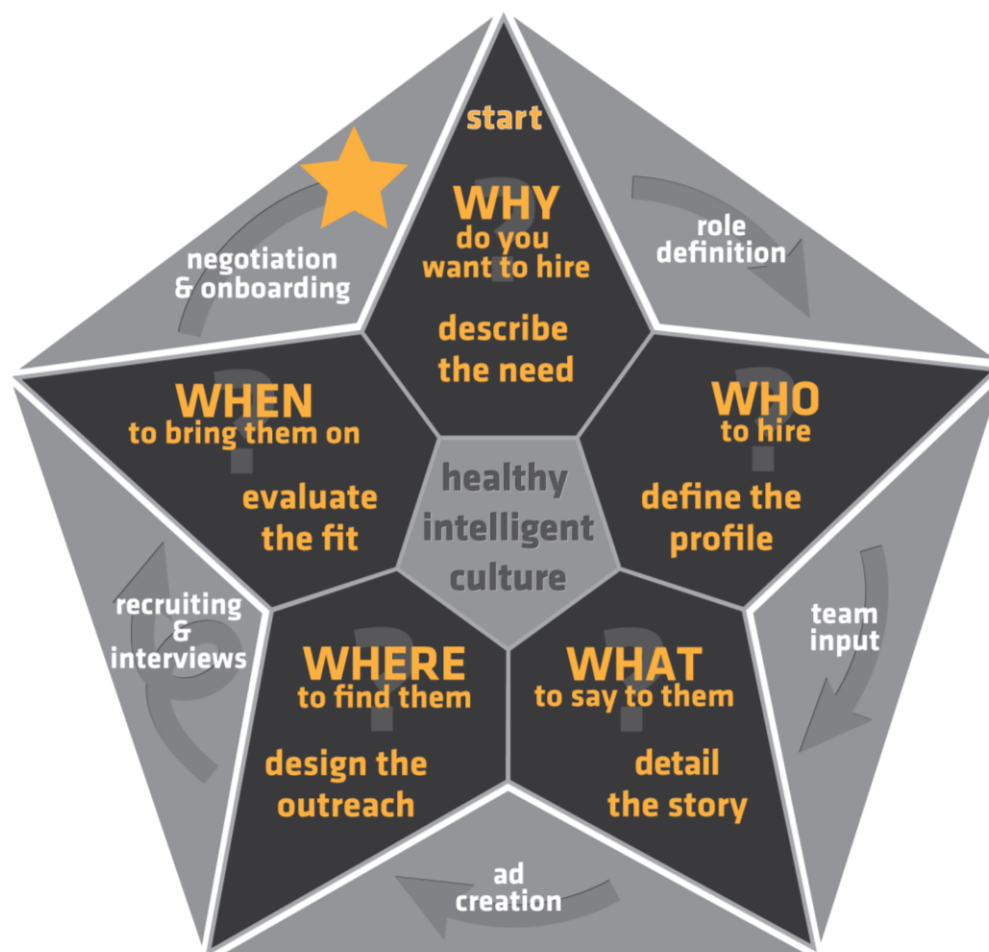 start
WHY
do you
want to hire
describe
the need
role
definition
WHO
to hire
define the
profile
team
input
WHAT
to say to them
detail
the story
ad
creation
WHERE
to find them
design the
outreach
recruiting
&
interviews
WHEN
to bring them on
evaluate
the fit
negotiation
& onboarding
healthy
intelligent
culture
?
?
?
?
?